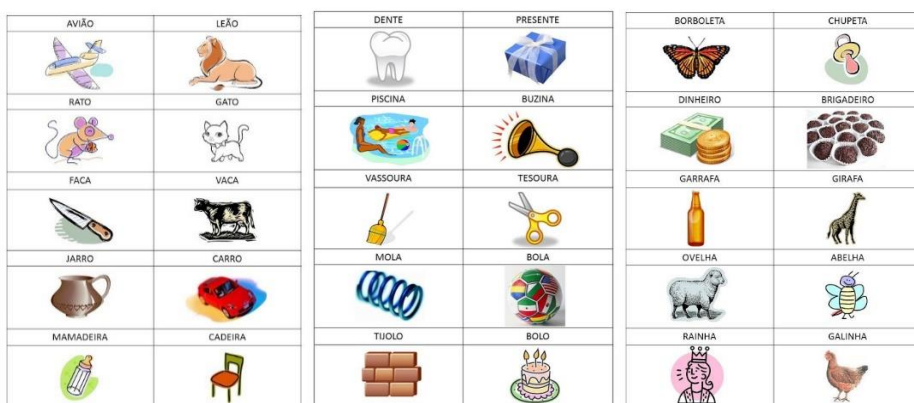 AVIÃO LEÃO
RATO GATO
FACA VACA
JARRO CARRO
MAMADEIRA CADEIRA
DENTE PRESENTE
PISCINA BUZINA
VASSOURA TESOURA
MOLA BOLA
TIJOLO BOLO
BORBOLETA CHUPETA
DINHEIRO BRIGADEIRO
GARRAFA GIRAFA
OVELHA ABELHA
RAINHA GALINHA